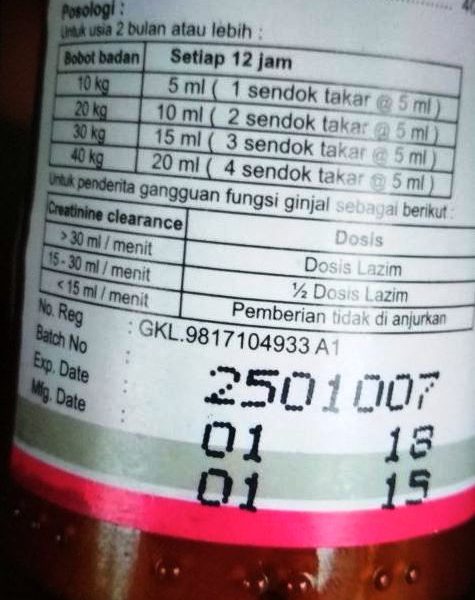 Posologi :
Untuk usia 2 bulan atau lebih :
Bobot badan Setiap 12 jam
10 kg 5 ml ( 1 sendok takar @ 5 ml )
20 kg 10 ml ( 2 sendok takar @ 5 ml )
30 kg 15 ml ( 3 sendok takar @ 5 ml )
40 kg 20 ml ( 4 sendok takar @ 5 ml )
Untuk penderita gangguan fungsi ginjal sebagai berikut :
Creatinine clearance Dosis
> 30 ml / menit Dosis Lazim
15 - 30 ml / menit ½ Dosis Lazim
< 15 ml / menit Pemberian tidak di anjurkan
No. Reg : GKL.9817104933 A1
Batch No : 2501007
Exp. Date : 01 18
Mfg. Date : 01 15